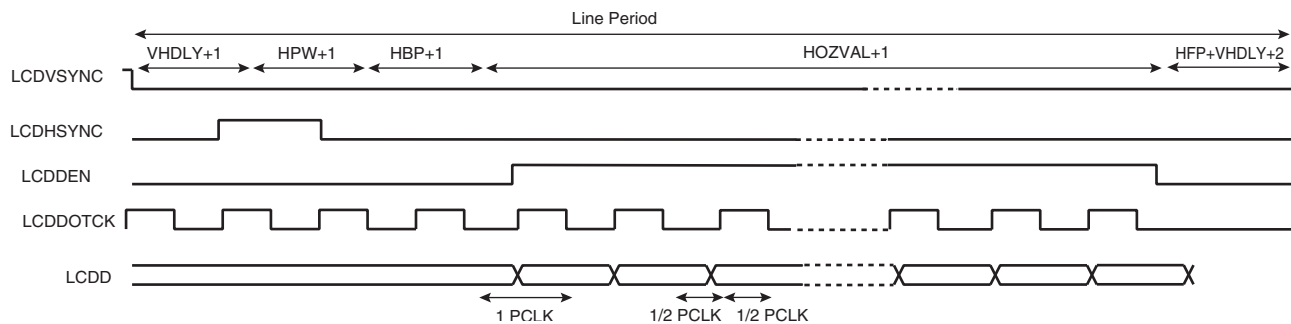 Line Period
VHDLY+1 HPW+1 HBP+1 HOZVAL+1 HFP+VHDLY+2
LCDVSYNC
LCDHSYNC
LCDDEN
LCDDOTCK
LCDD
1 PCLK 1/2 PCLK 1/2 PCLK